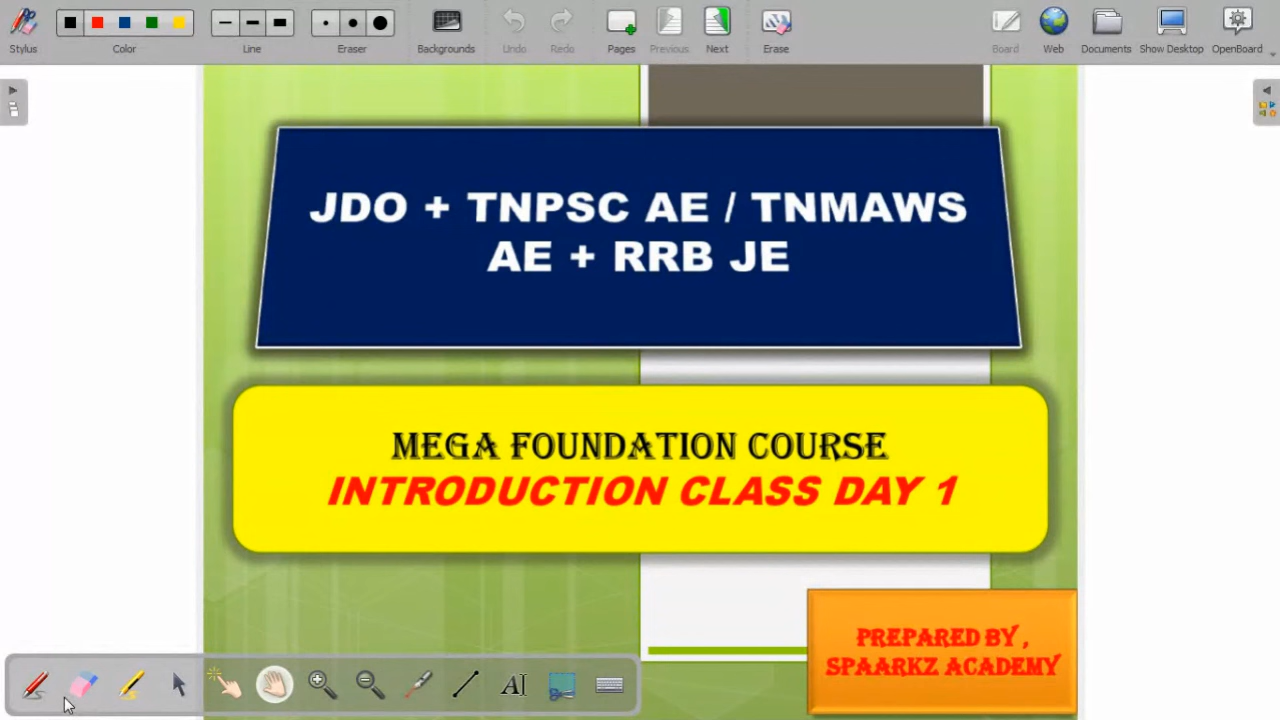 Stylus
Color
Line
Eraser
Backgrounds
Undo
Redo
Pages
Previous
Next
Erase
Board
Web
Documents
Show Desktop
OpenBoard
JDO + TNPSC AE / TNMAWS
AE + RRB JE
MEGA FOUNDATION COURSE
INTRODUCTION CLASS DAY 1
PREPARED BY ,
SPAARKZ ACADEMY
AI